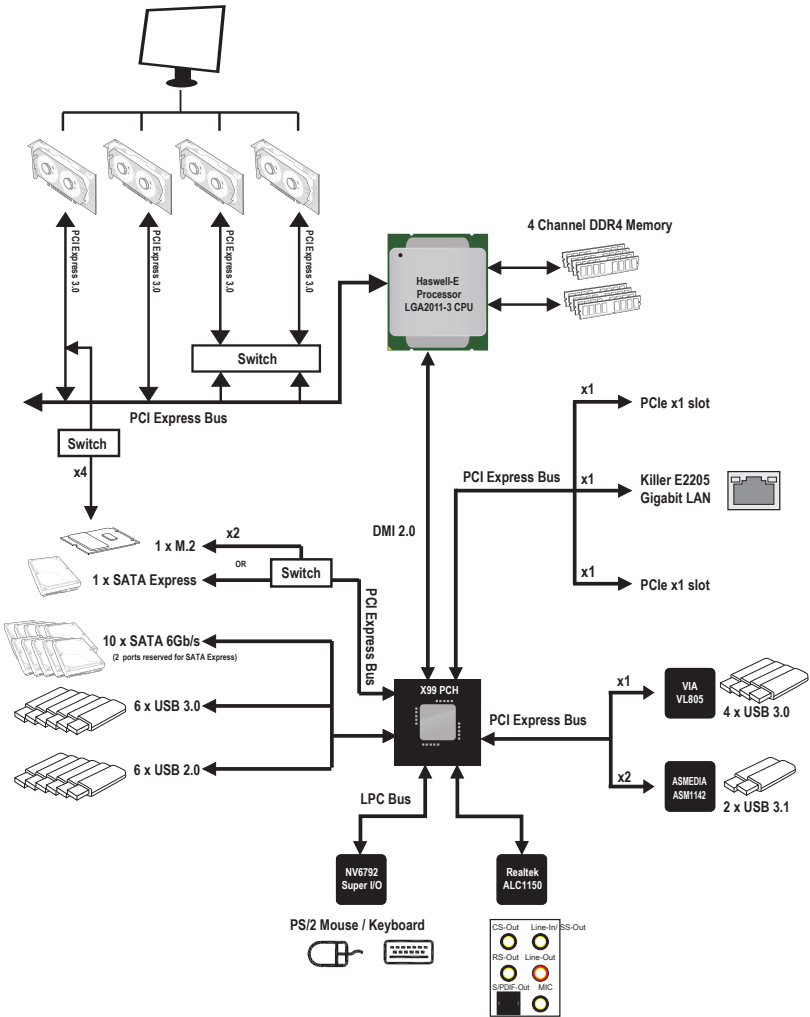 PCI Express 3.0
PCI Express 3.0
PCI Express 3.0
PCI Express 3.0
4 Channel DDR4 Memory
Haswell-E
Processor
LGA2011-3 CPU
Switch
PCI Express Bus
Switch
x4
x1
PCIe x1 slot
PCI Express Bus
x1
Killer E2205
Gigabit LAN
x1
PCIe x1 slot
DMI 2.0
1 x M.2
x2
OR
Switch
1 x SATA Express
PCI Express Bus
10 x SATA 6Gb/s
(2 ports reserved for SATA Express)
6 x USB 3.0
6 x USB 2.0
X99 PCH
PCI Express Bus
x1
VIA
VL805
4 x USB 3.0
x2
ASMEDIA
ASM1142
2 x USB 3.1
LPC Bus
NV6792
Super I/O
Realtek
ALC1150
PS/2 Mouse / Keyboard
CS-Out
Line-In/ SS-Out
RS-Out
Line-Out
S/PDIF-Out
MIC